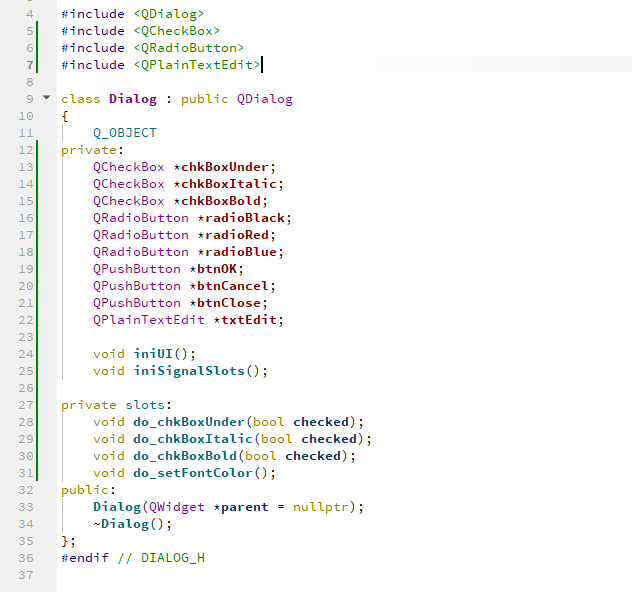 4 #include <QDialog>
5 #include <QCheckBox>
6 #include <QRadioButton>
7 #include <QPlainTextEdit>
8
9 class Dialog : public QDialog
10 {
11     Q_OBJECT
12 private:
13     QCheckBox *chkBoxUnder;
14     QCheckBox *chkBoxItalic;
15     QCheckBox *chkBoxBold;
16     QRadioButton *radioBlack;
17     QRadioButton *radioRed;
18     QRadioButton *radioBlue;
19     QPushButton *btnOK;
20     QPushButton *btnCancel;
21     QPushButton *btnClose;
22     QPlainTextEdit *txtEdit;
23
24     void iniUI();
25     void iniSignalSlots();
26
27 private slots:
28     void do_chkBoxUnder(bool checked);
29     void do_chkBoxItalic(bool checked);
30     void do_chkBoxBold(bool checked);
31     void do_setFontColor();
32 public:
33     Dialog(QWidget *parent = nullptr);
34     ~Dialog();
35 };
36 #endif // DIALOG_H
37